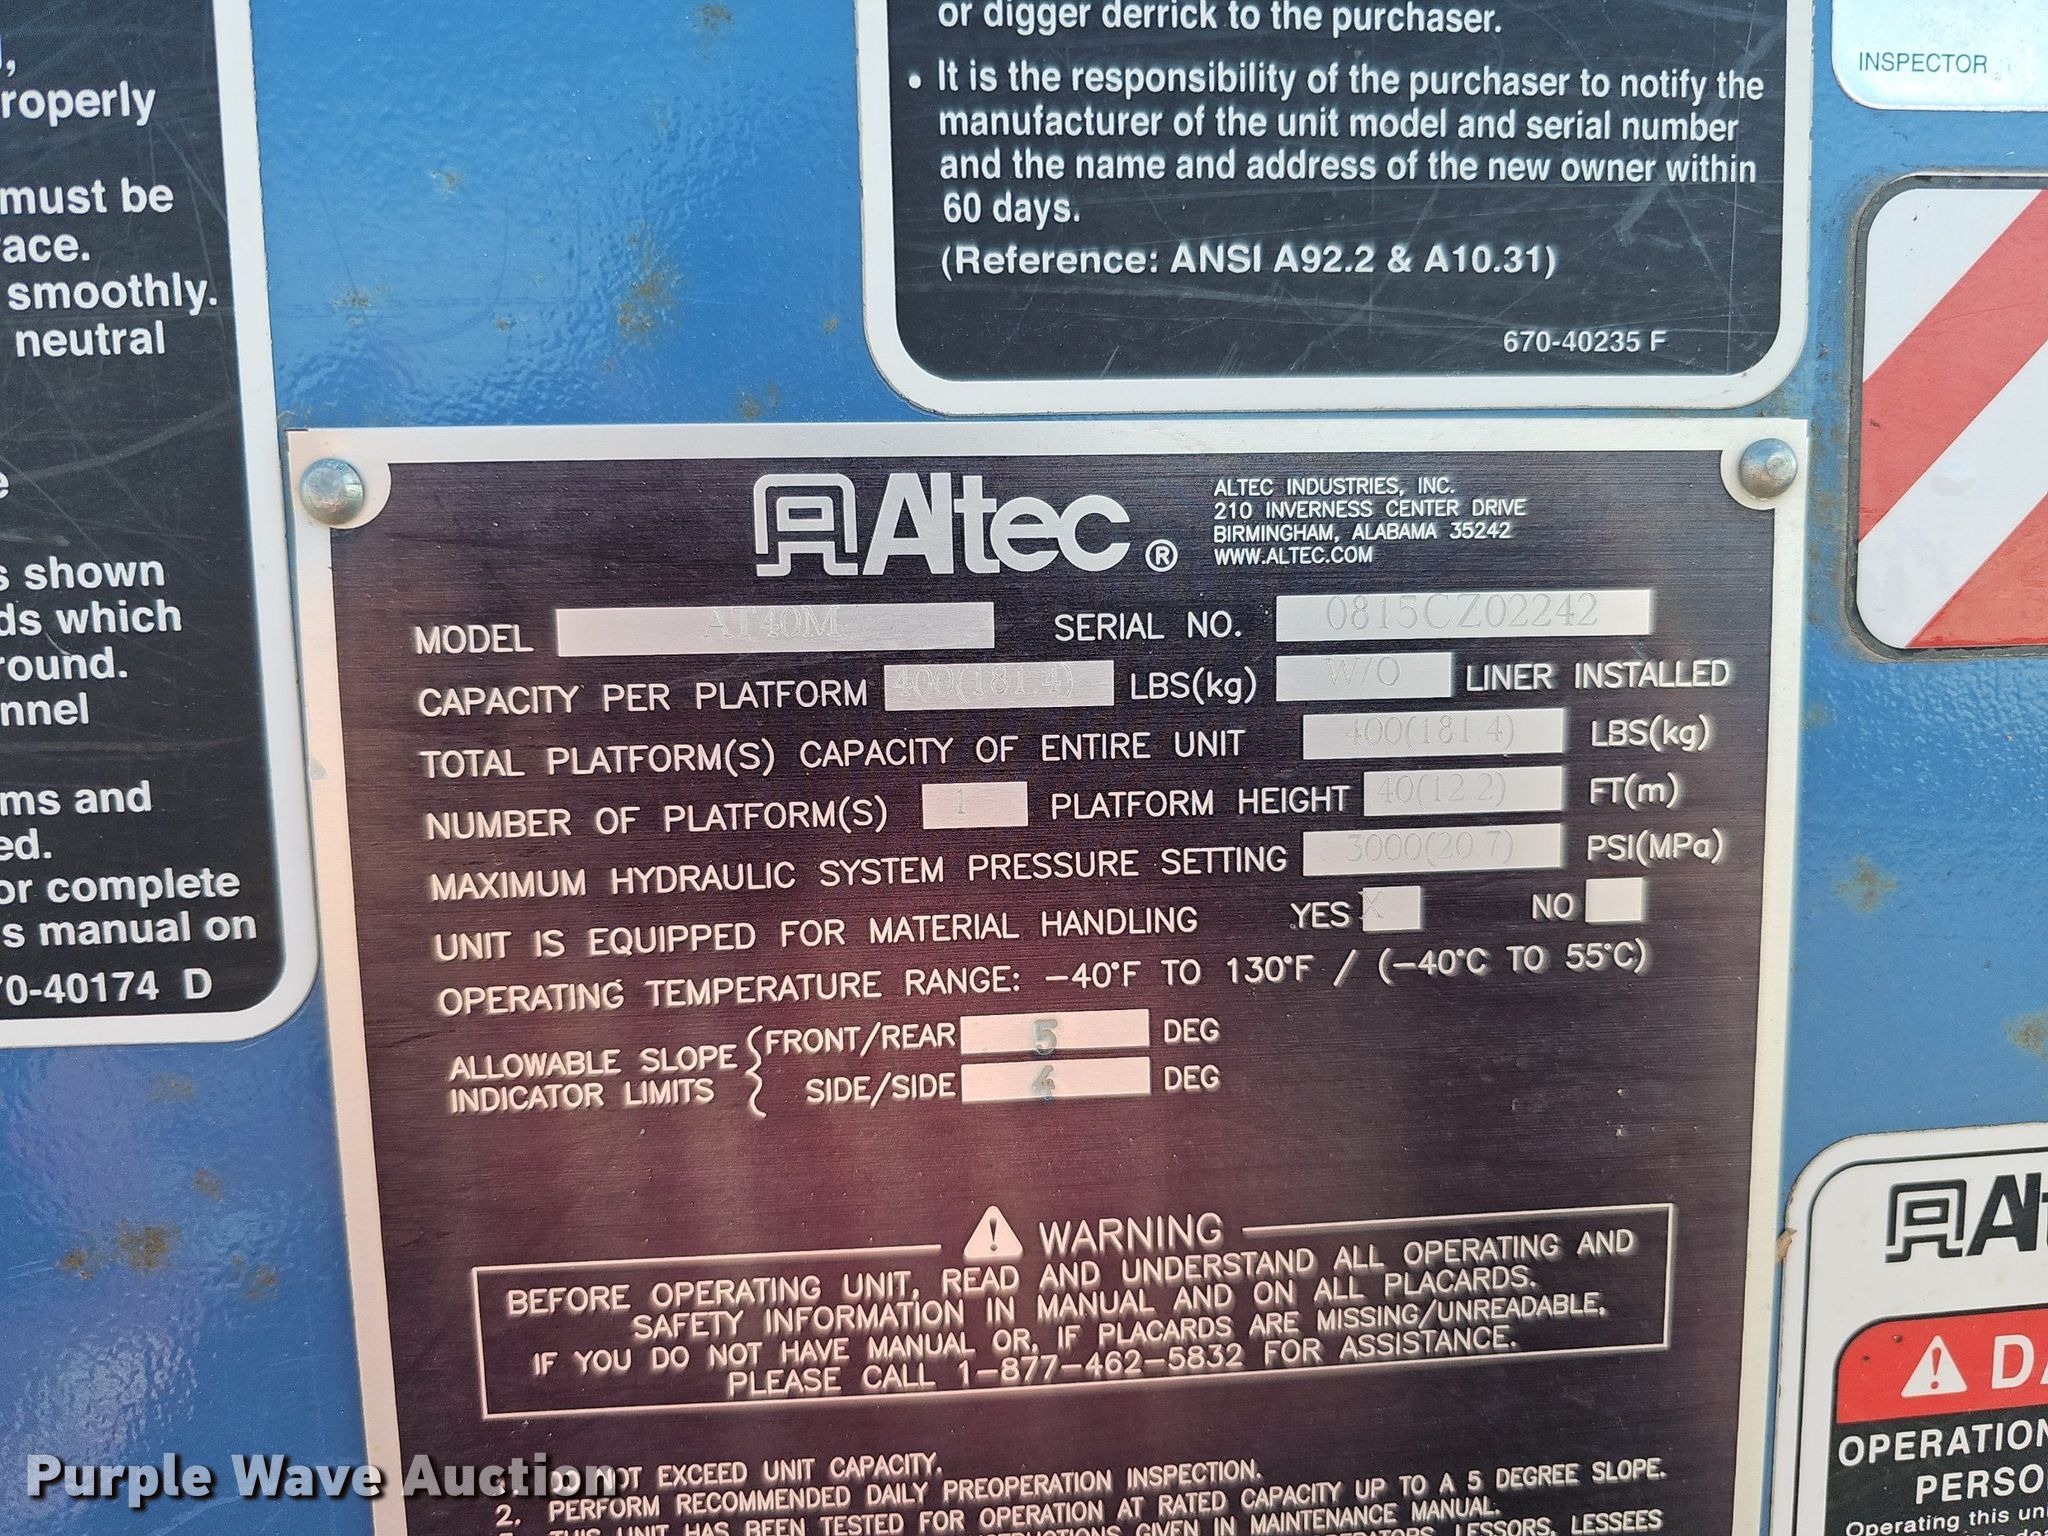 roperly
must be
ace.
smoothly.
neutral
shown
ds which
round.
nnel
ms and
ed.
or complete
s manual on
70-40174 D
or digger derrick to the purchaser.
• It is the responsibility of the purchaser to notify the
manufacturer of the unit model and serial number
and the name and address of the new owner within
60 days.
(Reference: ANSI A92.2 & A10.31)
670-40235 F
INSPECTOR
Altec ®
ALTEC INDUSTRIES, INC.
210 INVERNESS CENTER DRIVE
BIRMINGHAM, ALABAMA 35242
WWW.ALTEC.COM
MODEL AT40M SERIAL NO. 0815CZ02242
CAPACITY PER PLATFORM 400(181.4) LBS(kg) W/O LINER INSTALLED
TOTAL PLATFORM(S) CAPACITY OF ENTIRE UNIT 400(181.4) LBS(kg)
NUMBER OF PLATFORM(S) 1 PLATFORM HEIGHT 40(12.2) FT(m)
MAXIMUM HYDRAULIC SYSTEM PRESSURE SETTING 3000(20.7) PSI(MPa)
UNIT IS EQUIPPED FOR MATERIAL HANDLING YES X NO
OPERATING TEMPERATURE RANGE: -40°F TO 130°F / (-40°C TO 55°C)
ALLOWABLE SLOPE
INDICATOR LIMITS
FRONT/REAR 5 DEG
SIDE/SIDE 4 DEG
WARNING
BEFORE OPERATING UNIT, READ AND UNDERSTAND ALL OPERATING AND
SAFETY INFORMATION IN MANUAL AND ON ALL PLACARDS.
IF YOU DO NOT HAVE MANUAL OR, IF PLACARDS ARE MISSING/UNREADABLE,
PLEASE CALL 1-877-462-5832 FOR ASSISTANCE.
1. DO NOT EXCEED UNIT CAPACITY.
2. PERFORM RECOMMENDED DAILY PREOPERATION INSPECTION.
3. THIS UNIT HAS BEEN TESTED FOR OPERATION AT RATED CAPACITY UP TO A 5 DEGREE SLOPE.
GIVEN IN MAINTENANCE MANUAL.
LESSORS, LESSEES
OPERATION
PERSO
Operating this un
Purple Wave Auction